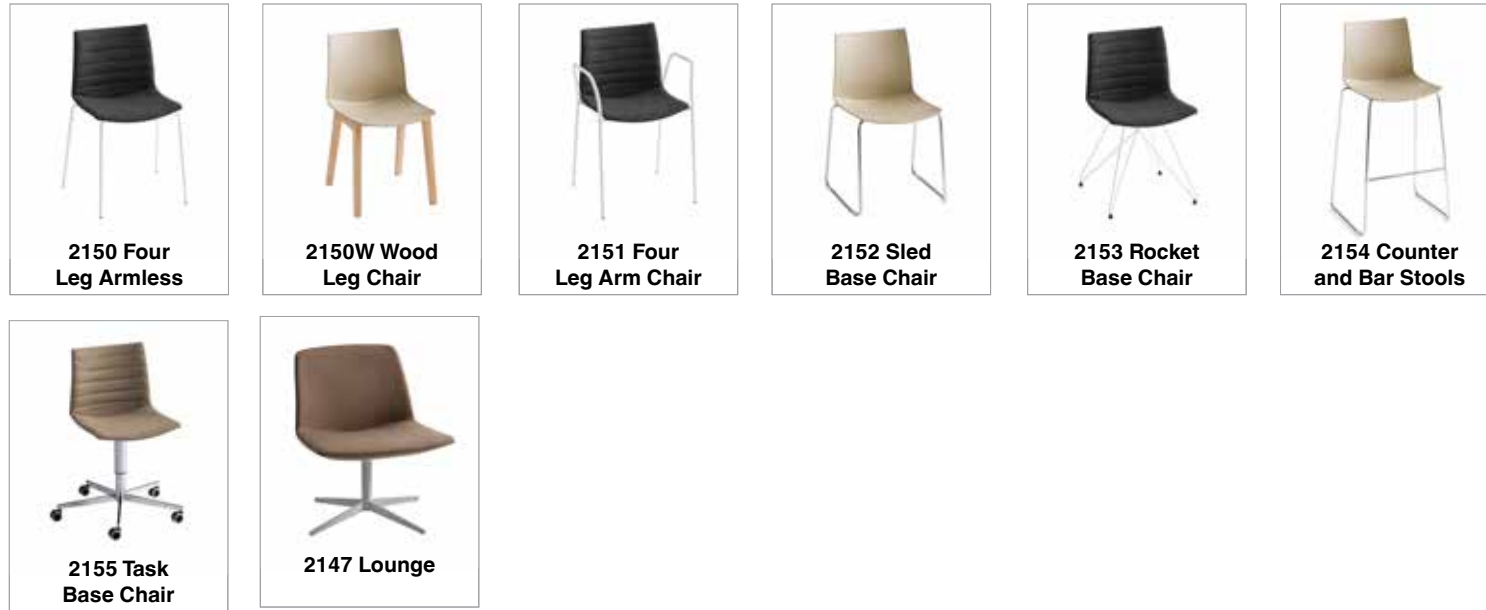 2150 Four
Leg Armless
2150W Wood
Leg Chair
2151 Four
Leg Arm Chair
2152 Sled
Base Chair
2153 Rocket
Base Chair
2154 Counter
and Bar Stools
2155 Task
Base Chair
2147 Lounge